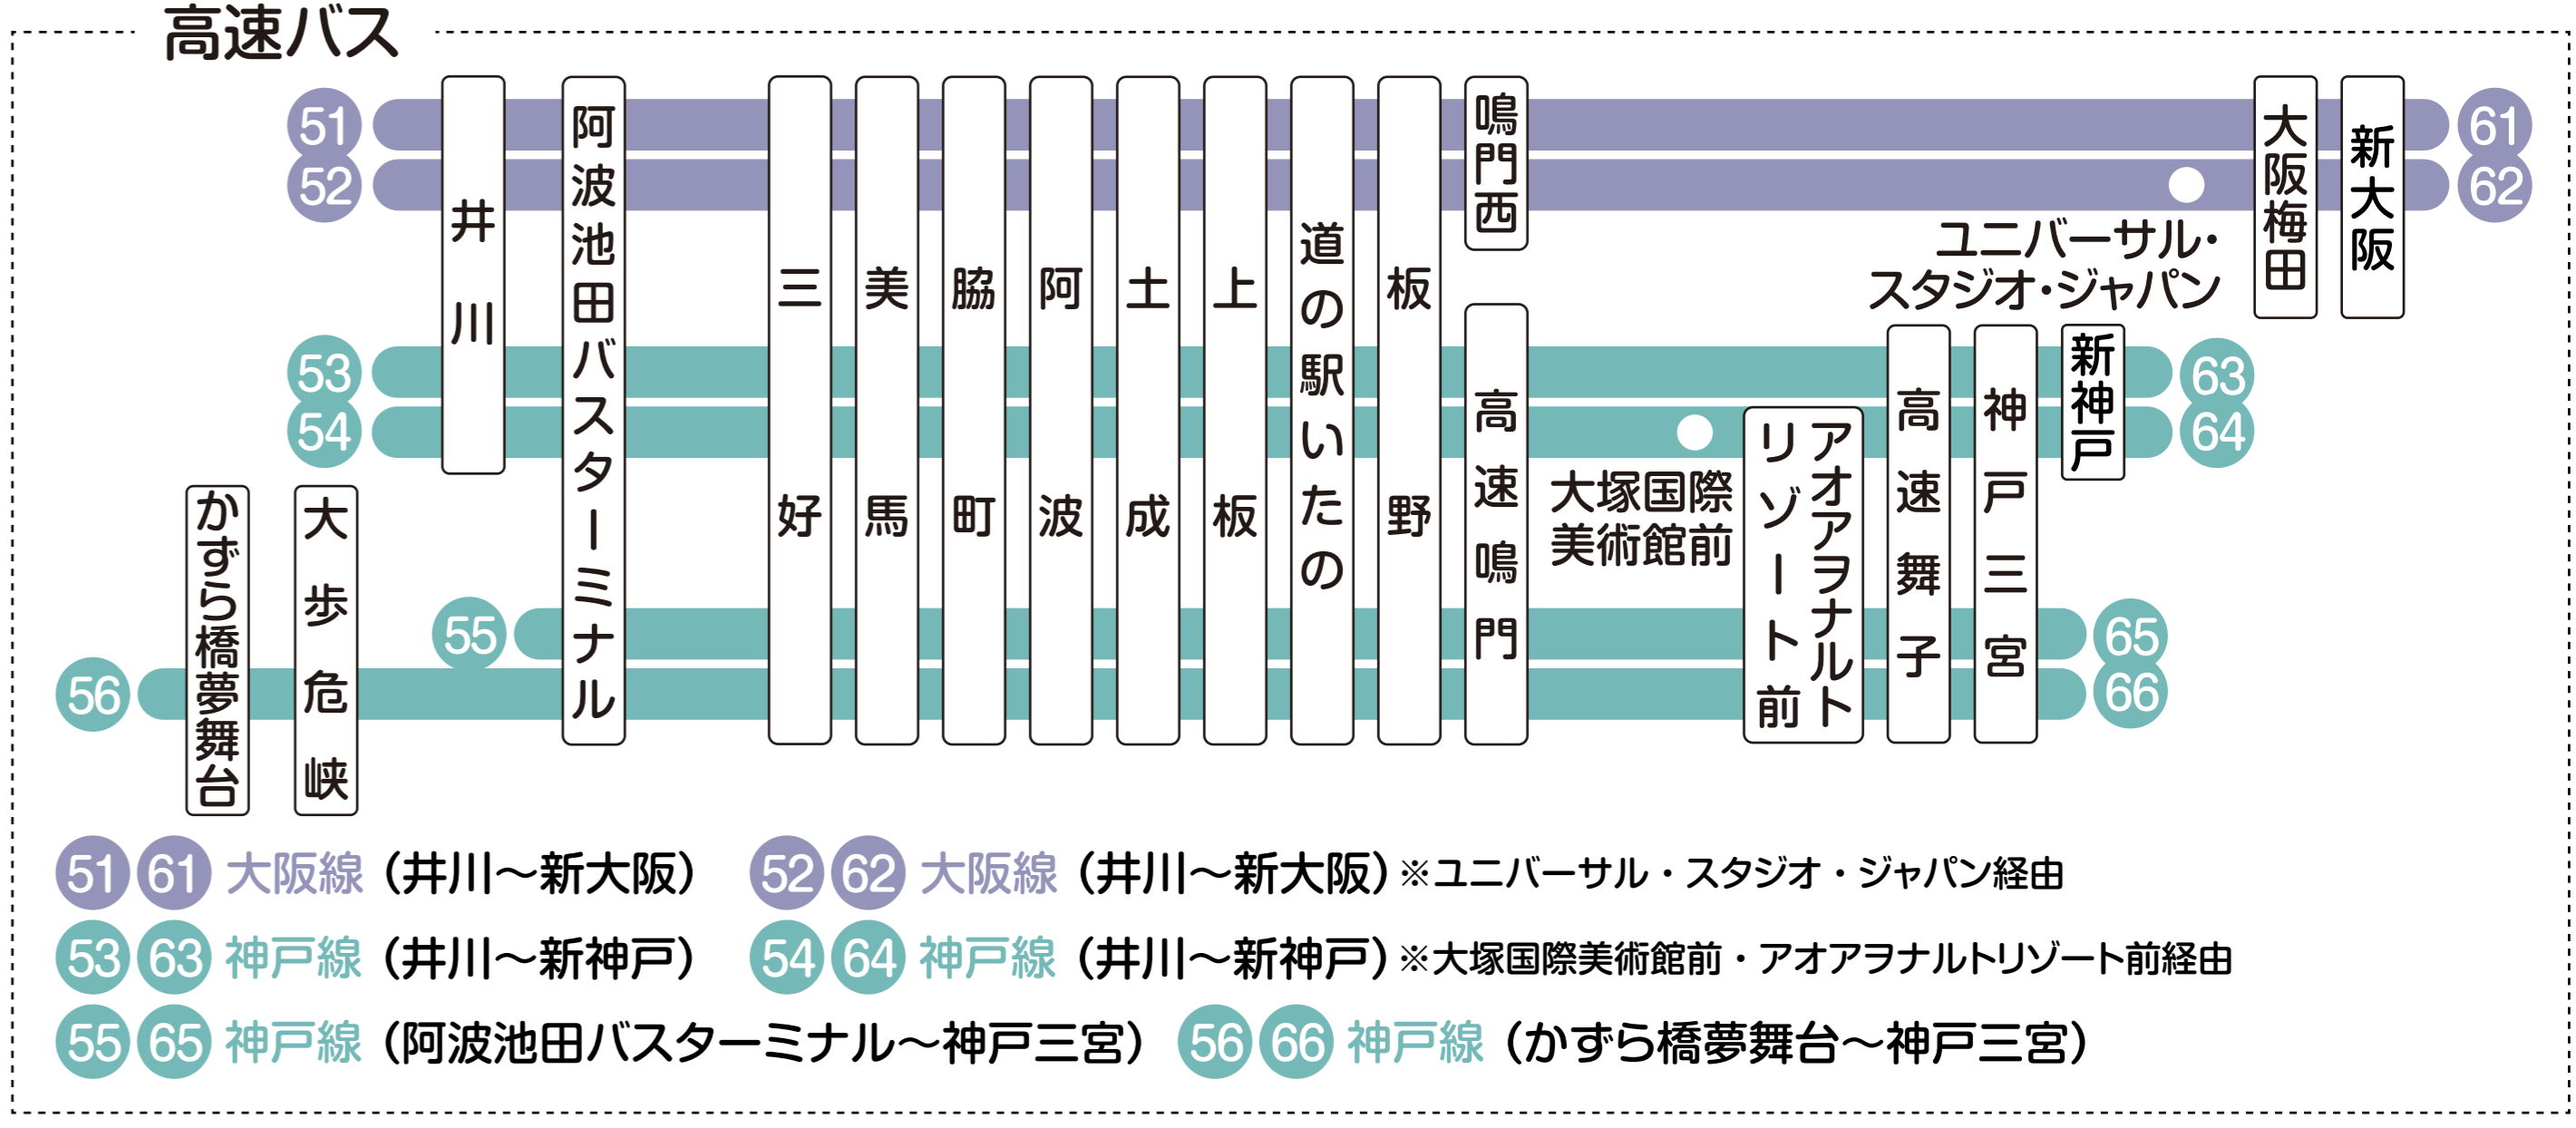 高速バス
51
52
53
54
55
56
かずら橋夢舞台
大歩危峡
井川
阿波池田バスターミナル
三好
美馬
脇町
阿波
土成
上板
道の駅いたの
板野
鳴門西
高速鳴門
大塚国際
美術館前
アオアヲナルト
リゾート前
高速舞子
神戸三宮
新神戸
ユニバーサル・
スタジオ・ジャパン
大阪梅田
新大阪
61
62
63
64
65
66
51 61 大阪線 (井川～新大阪) 52 62 大阪線 (井川～新大阪) ※ユニバーサル・スタジオ・ジャパン経由
53 63 神戸線 (井川～新神戸) 54 64 神戸線 (井川～新神戸) ※大塚国際美術館前・アオアヲナルトリゾート前経由
55 65 神戸線 (阿波池田バスターミナル～神戸三宮) 56 66 神戸線 (かずら橋夢舞台～神戸三宮)